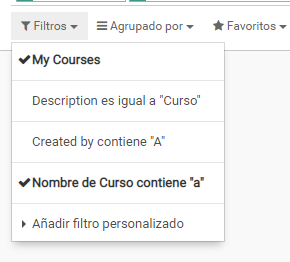 Filtros Agrupado por Favoritos
My Courses
Description es igual a "Curso"
Created by contiene "A"
Nombre de Curso contiene "a"
Añadir filtro personalizado